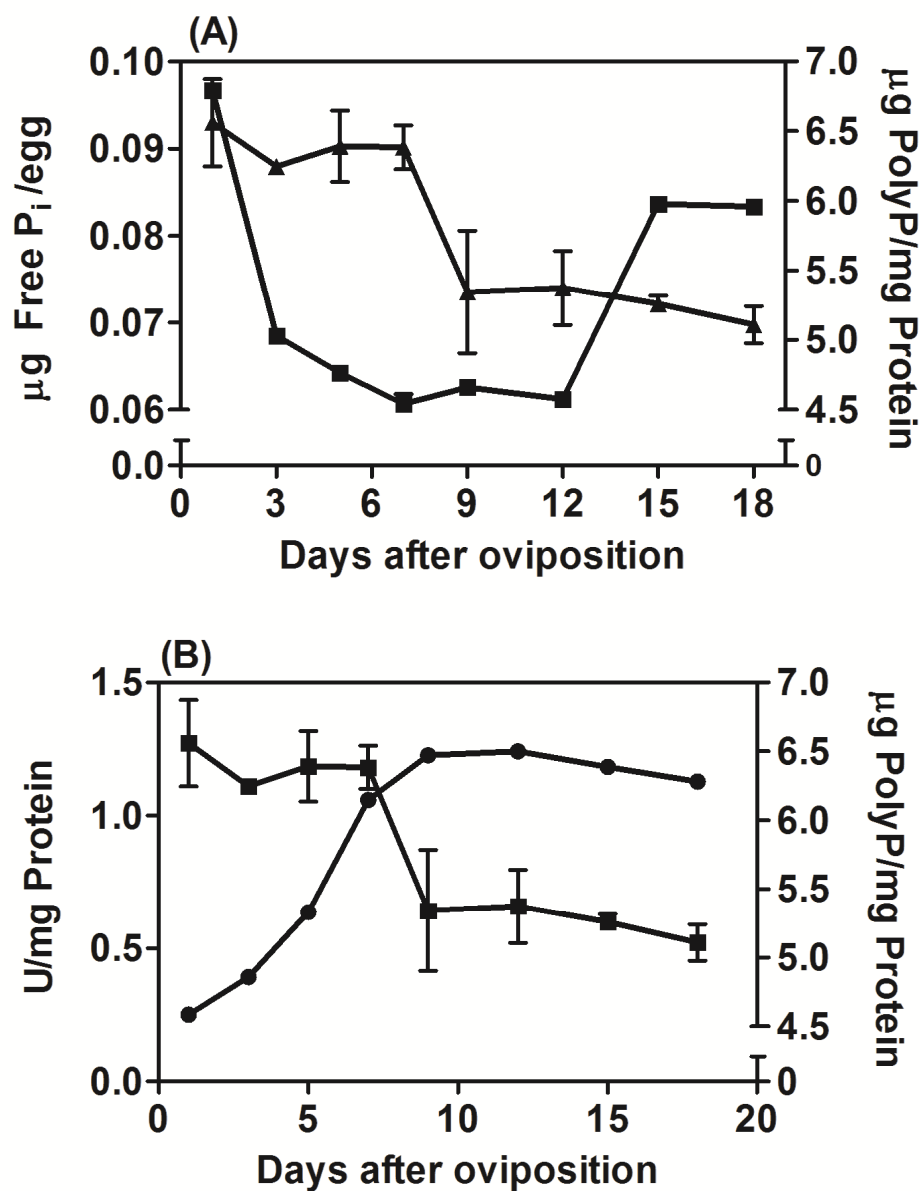 (A)
μg Free Pi /egg
0.10
0.09
0.08
0.07
0.06
0.0
7.0
6.5
6.0
5.5
5.0
4.5
0
μg PolyP/mg Protein
0 3 6 9 12 15 18
Days after oviposition
(B)
U/mg Protein
1.5
1.0
0.5
0.0
7.0
6.5
6.0
5.5
5.0
4.5
0
μg PolyP/mg Protein
0 5 10 15 20
Days after oviposition